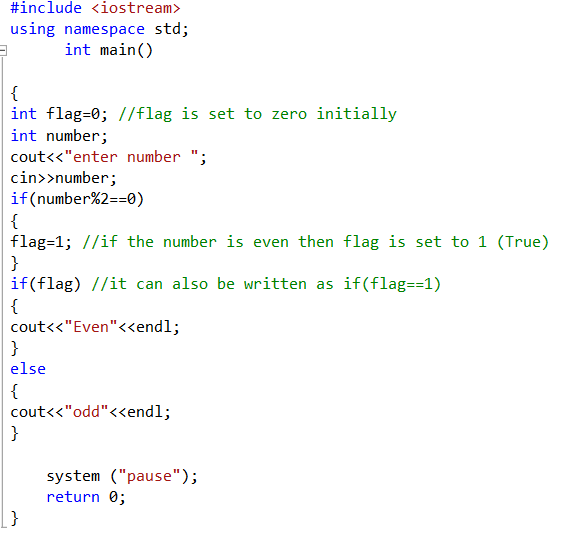 #include <iostream>
using namespace std;
int main()
{
int flag=0; //flag is set to zero initially
int number;
cout<<"enter number ";
cin>>number;
if(number%2==0)
{
flag=1; //if the number is even then flag is set to 1 (True)
}
if(flag) //it can also be written as if(flag==1)
{
cout<<"Even"<<endl;
}
else
{
cout<<"odd"<<endl;
}
system ("pause");
return 0;
}